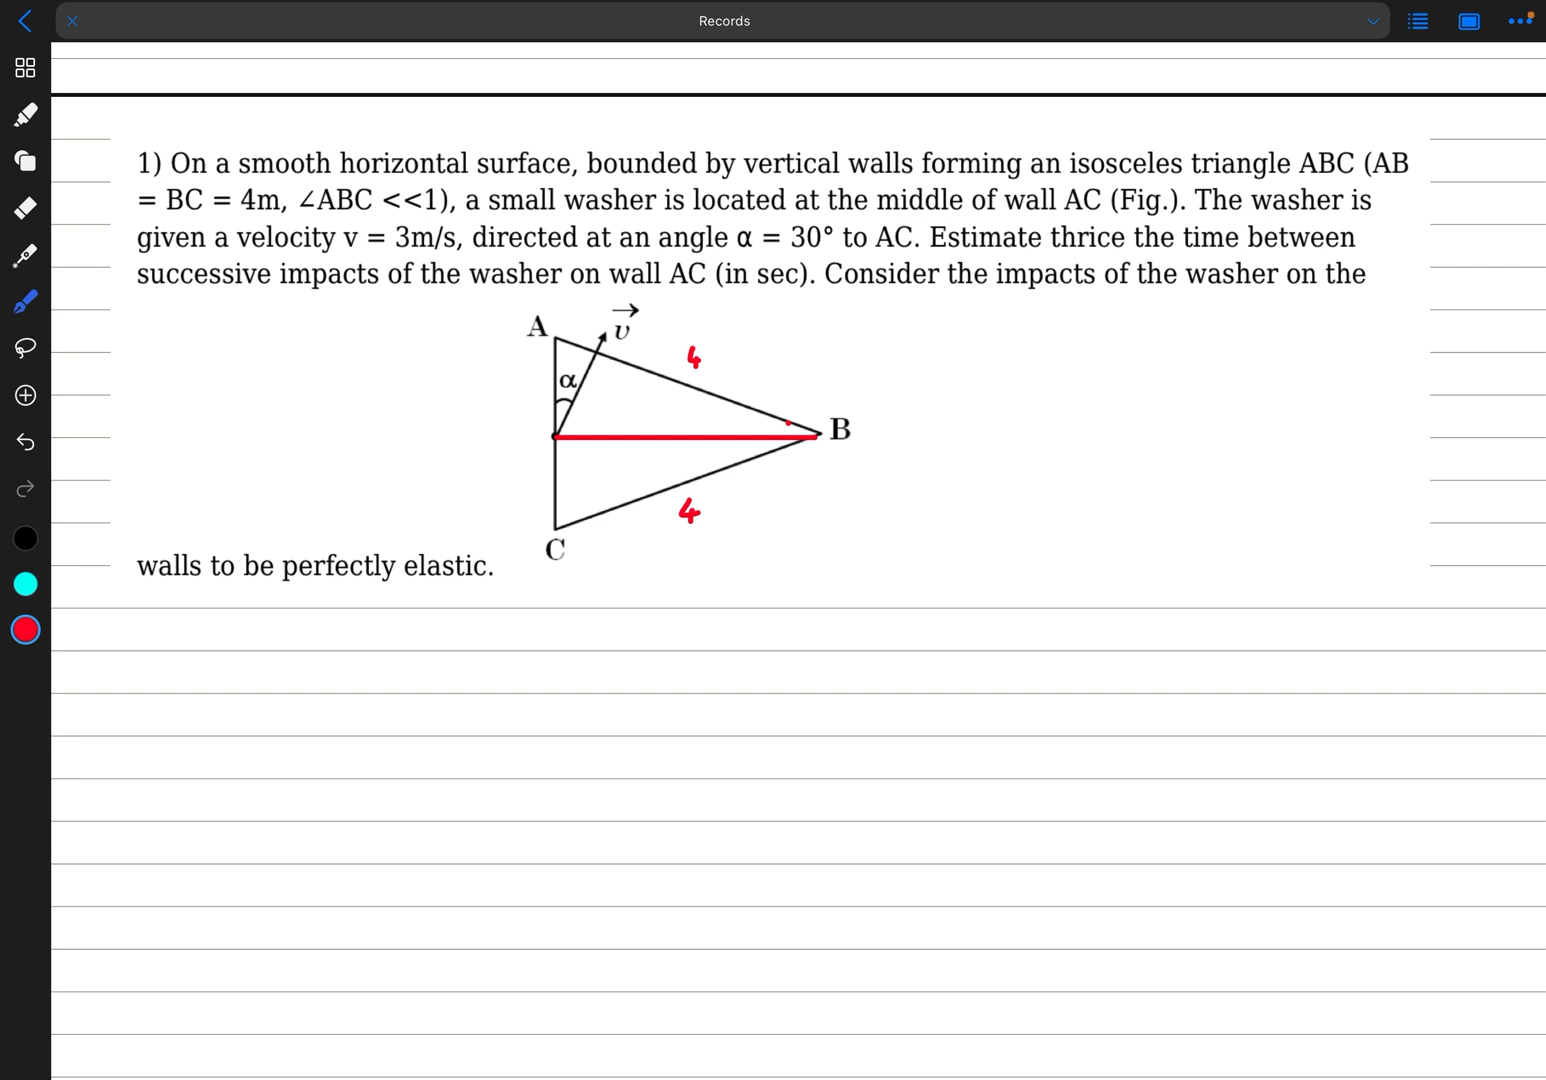 Records
1) On a smooth horizontal surface, bounded by vertical walls forming an isosceles triangle ABC (AB
= BC = 4m, ∠ABC <<1), a small washer is located at the middle of wall AC (Fig.). The washer is
given a velocity v = 3m/s, directed at an angle α = 30° to AC. Estimate thrice the time between
successive impacts of the washer on wall AC (in sec). Consider the impacts of the washer on the
A
v
4
α
B
4
C
walls to be perfectly elastic.